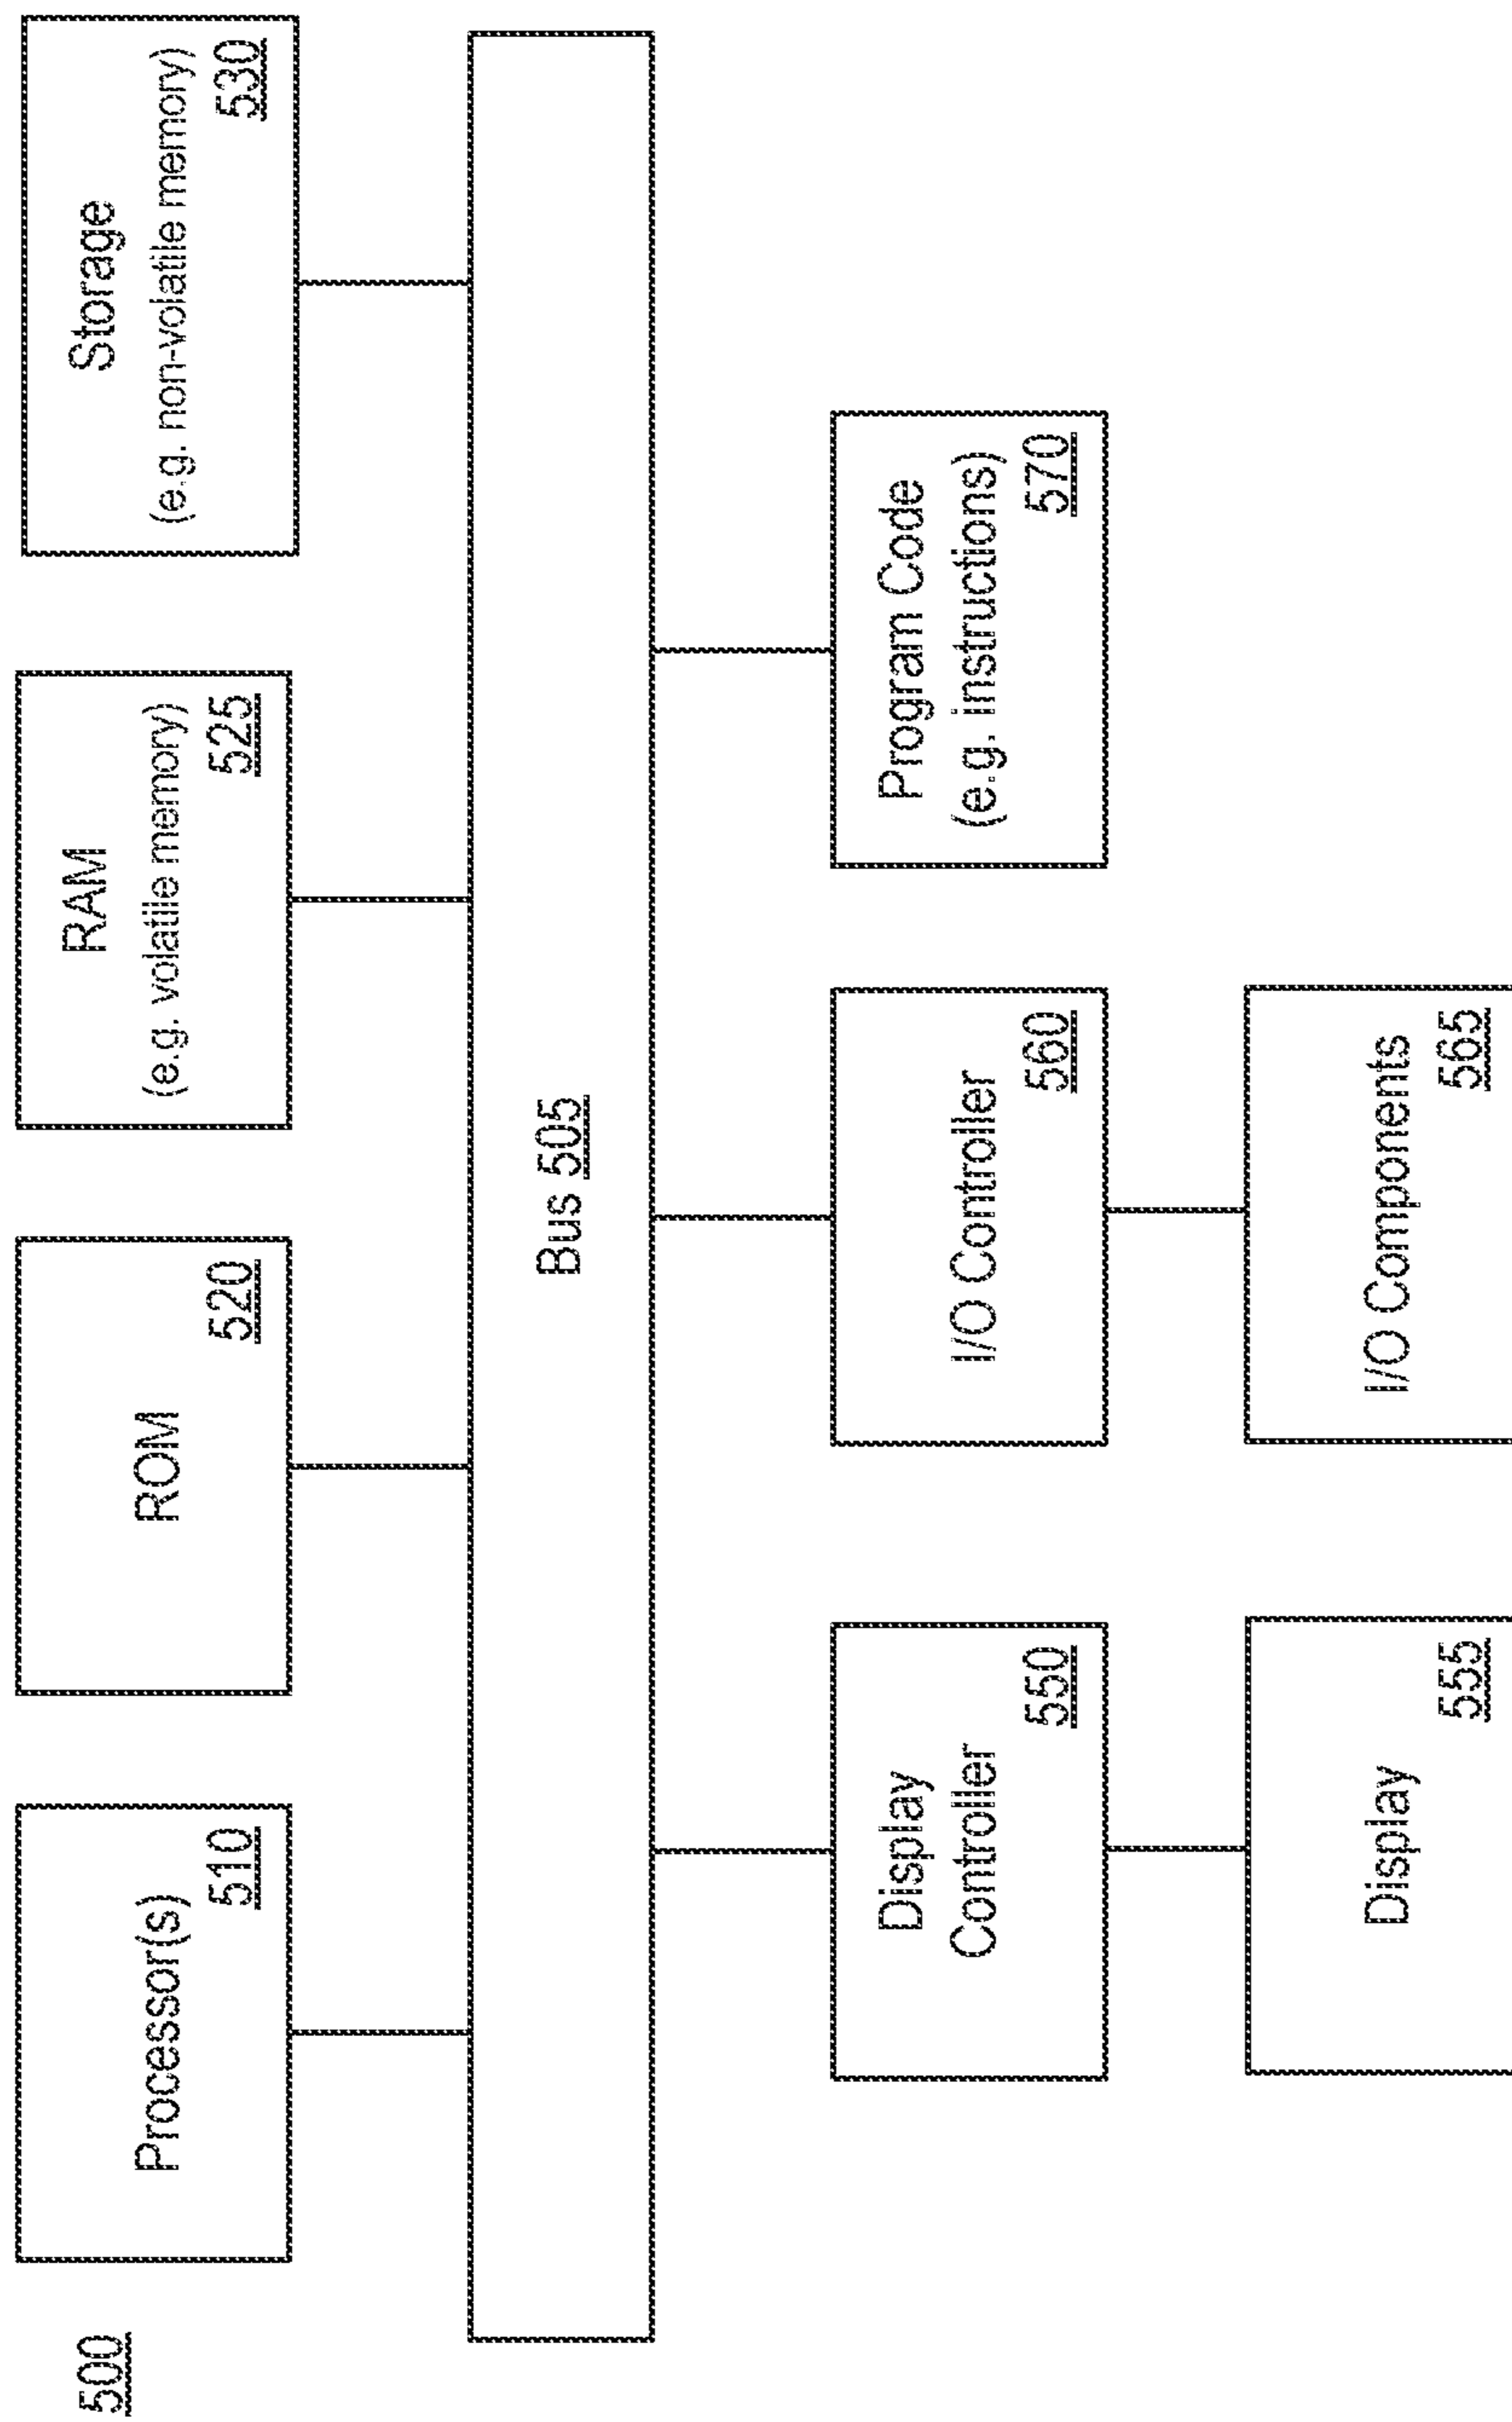 500
Processor(s)
510
ROM
520
RAM
(e.g. volatile memory)
525
Storage
(e.g. non-volatile memory)
530
Bus 505
Display
Controller
550
I/O Controller
560
Program Code
(e.g. instructions)
570
Display
555
I/O Components
565